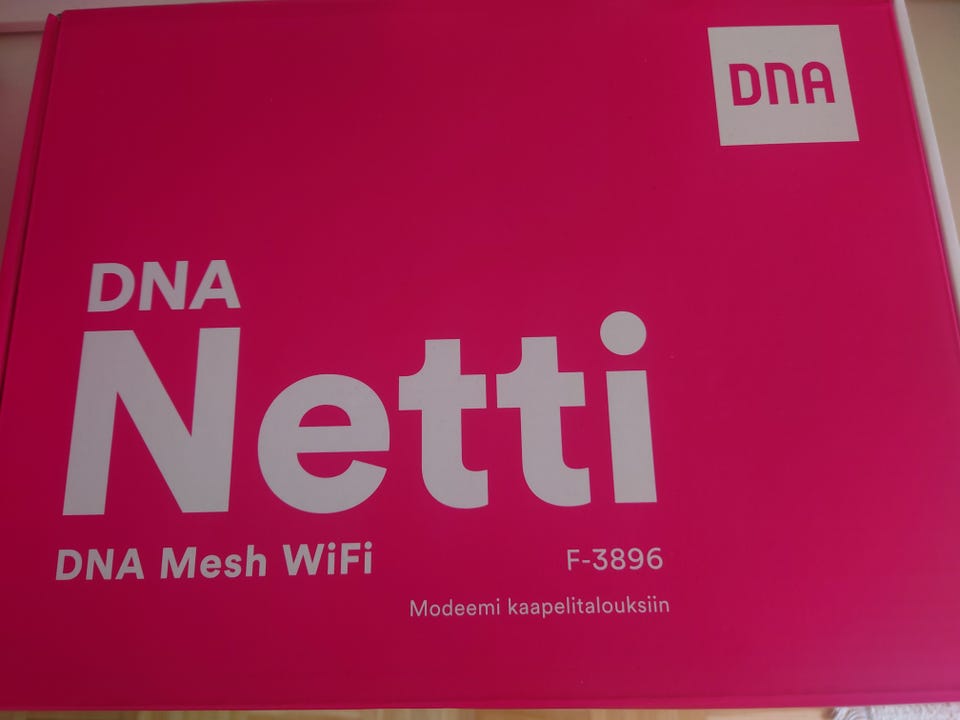 DNA
DNA
Netti
DNA Mesh WiFi
F-3896
Modeemi kaapelitalouksiin